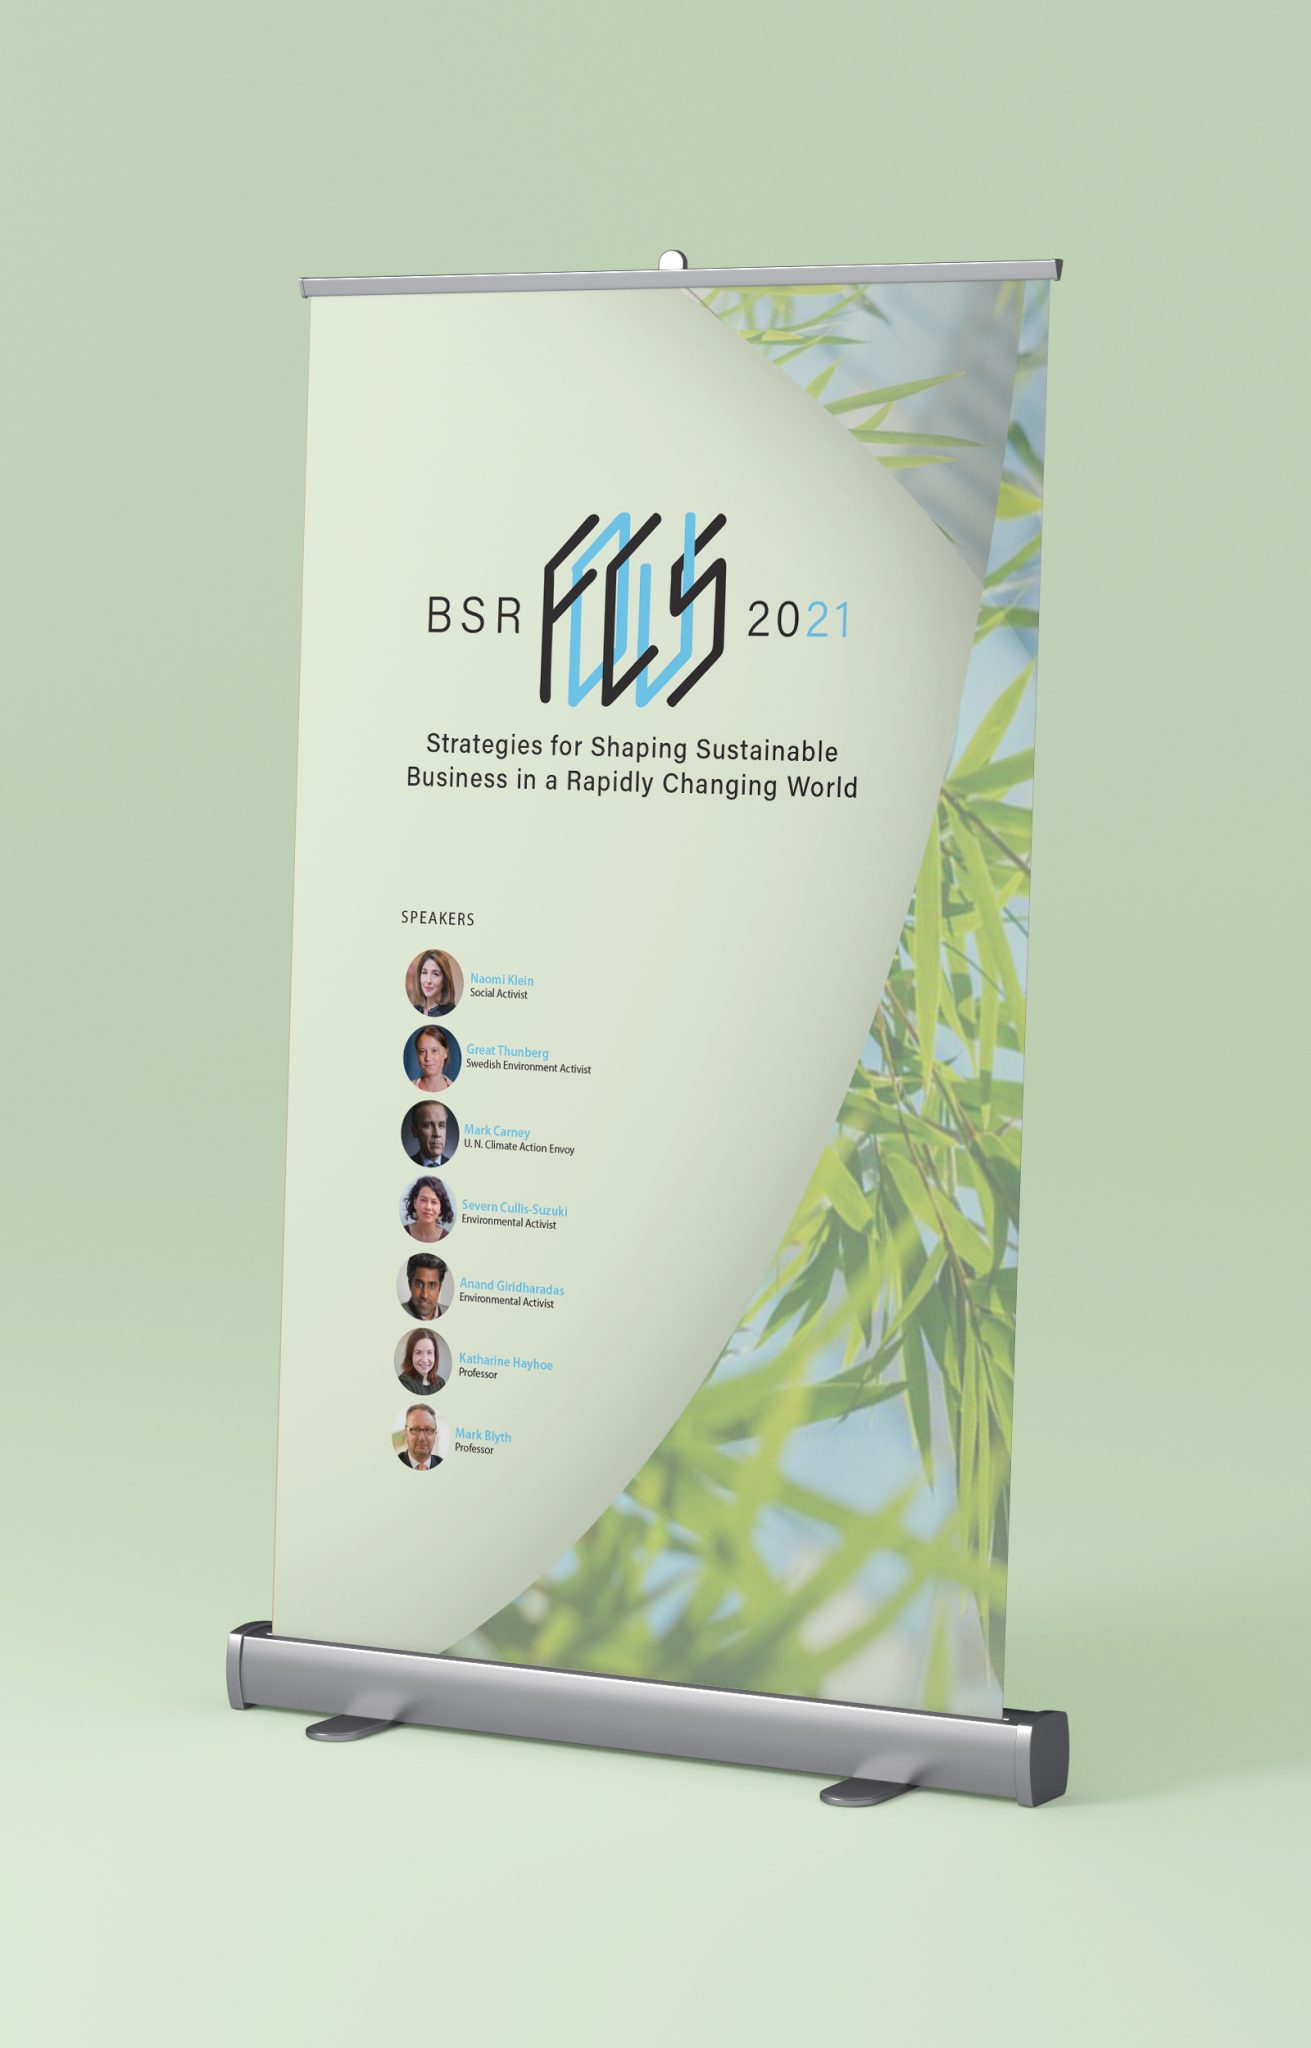 BSR FOCUS 2021
Strategies for Shaping Sustainable
Business in a Rapidly Changing World
SPEAKERS
Naomi Klein
Social Activist
Great Thunberg
Swedish Environment Activist
Mark Carney
U. N. Climate Action Envoy
Severn Cullis-Suzuki
Environmental Activist
Anand Giridharadas
Environmental Activist
Katharine Hayhoe
Professor
Mark Blyth
Professor